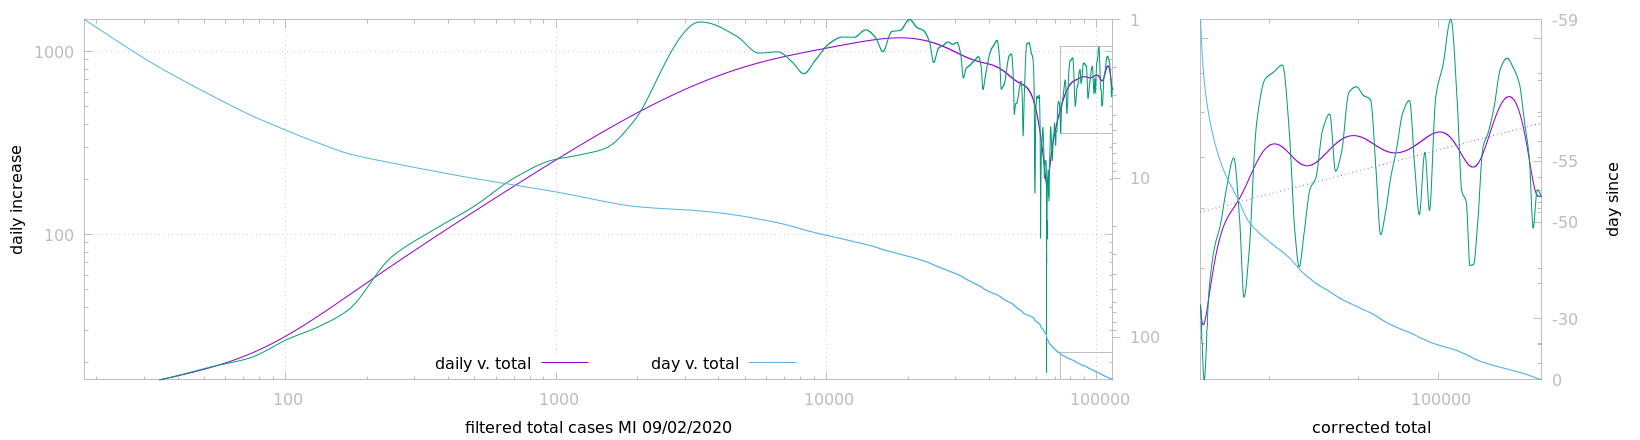 1000
100
daily increase
100
1000
10000
100000
1
10
100
daily v. total
day v. total
filtered total cases MI 09/02/2020
-59
-55
-50
-30
0
day since
100000
corrected total